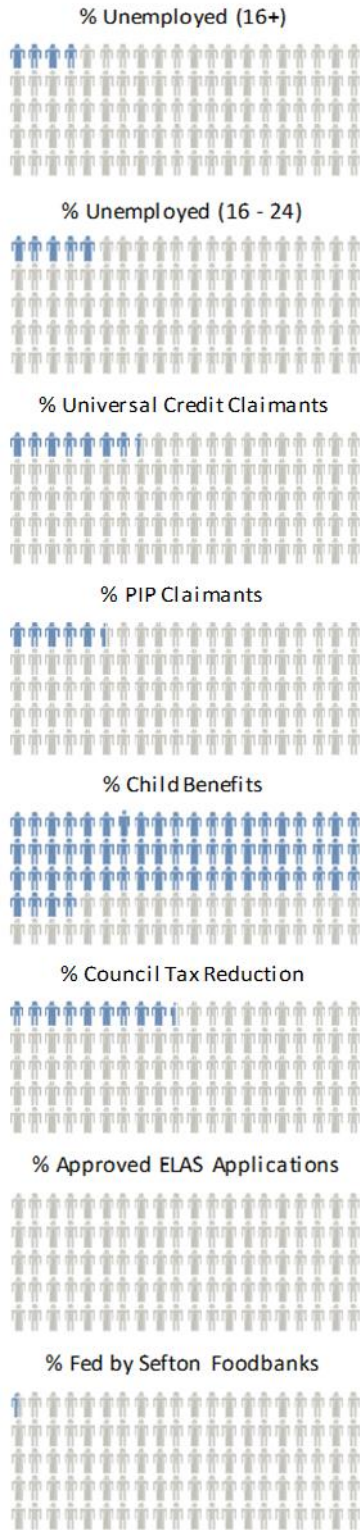 % Unemployed (16+)
% Unemployed (16 - 24)
% Universal Credit Claimants
% PIP Claimants
% Child Benefits
% Council Tax Reduction
% Approved ELAS Applications
% Fed by Sefton Foodbanks